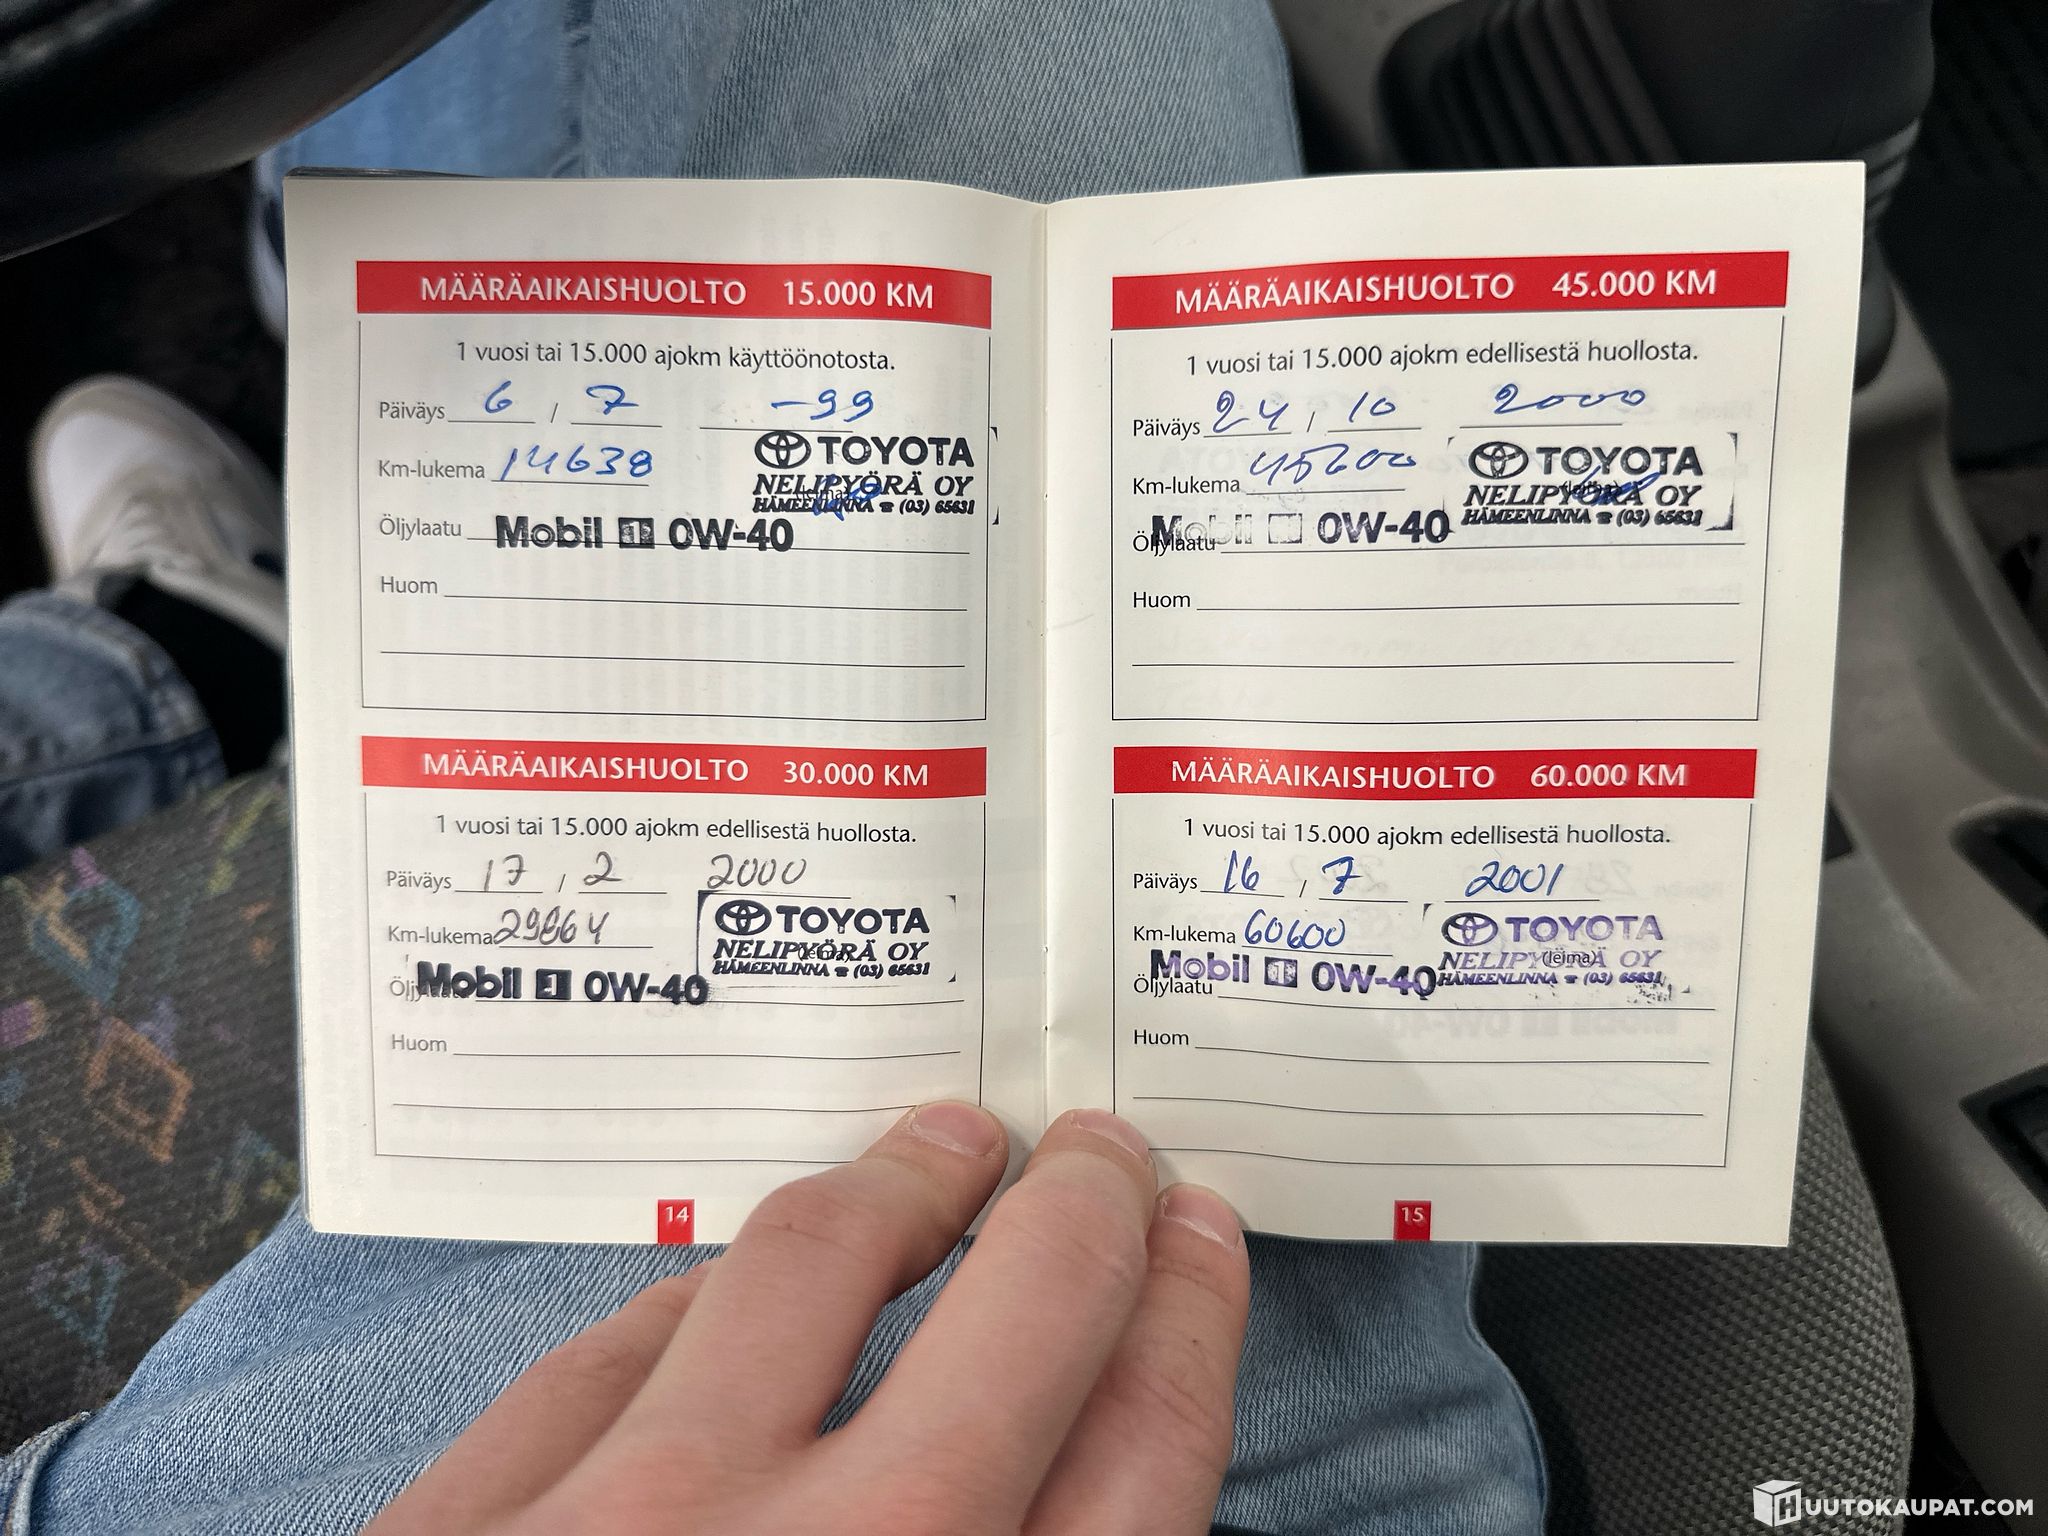 MÄÄRÄAIKAISHUOLTO 15.000 KM
1 vuosi tai 15.000 ajokm käyttöönotosta.
Päiväys 6 / 7 -99
Km-lukema 14638
TOYOTA
NELIPYÖRÄ OY
(leima)
HÄMEENLINNA ☎ (03) 65631
Öljylaatu Mobil 1 0W-40
Huom
MÄÄRÄAIKAISHUOLTO 30.000 KM
1 vuosi tai 15.000 ajokm edellisestä huollosta.
Päiväys 17 / 2 2000
Km-lukema 29864
TOYOTA
NELIPYÖRÄ OY
(leima)
HÄMEENLINNA ☎ (03) 65631
Öljylaatu Mobil 1 0W-40
Huom
14
MÄÄRÄAIKAISHUOLTO 45.000 KM
1 vuosi tai 15.000 ajokm edellisestä huollosta.
Päiväys 24 / 10 2000
Km-lukema 45600
TOYOTA
NELIPYÖRÄ OY
(leima)
HÄMEENLINNA ☎ (03) 65631
Öljylaatu Mobil 1 0W-40
Huom
MÄÄRÄAIKAISHUOLTO 60.000 KM
1 vuosi tai 15.000 ajokm edellisestä huollosta.
Päiväys 16 / 7 2001
Km-lukema 60600
TOYOTA
NELIPYÖRÄ OY
(leima)
HÄMEENLINNA ☎ (03) 65631
Öljylaatu Mobil 1 0W-40
Huom
15
HUUTOKAUPAT.COM